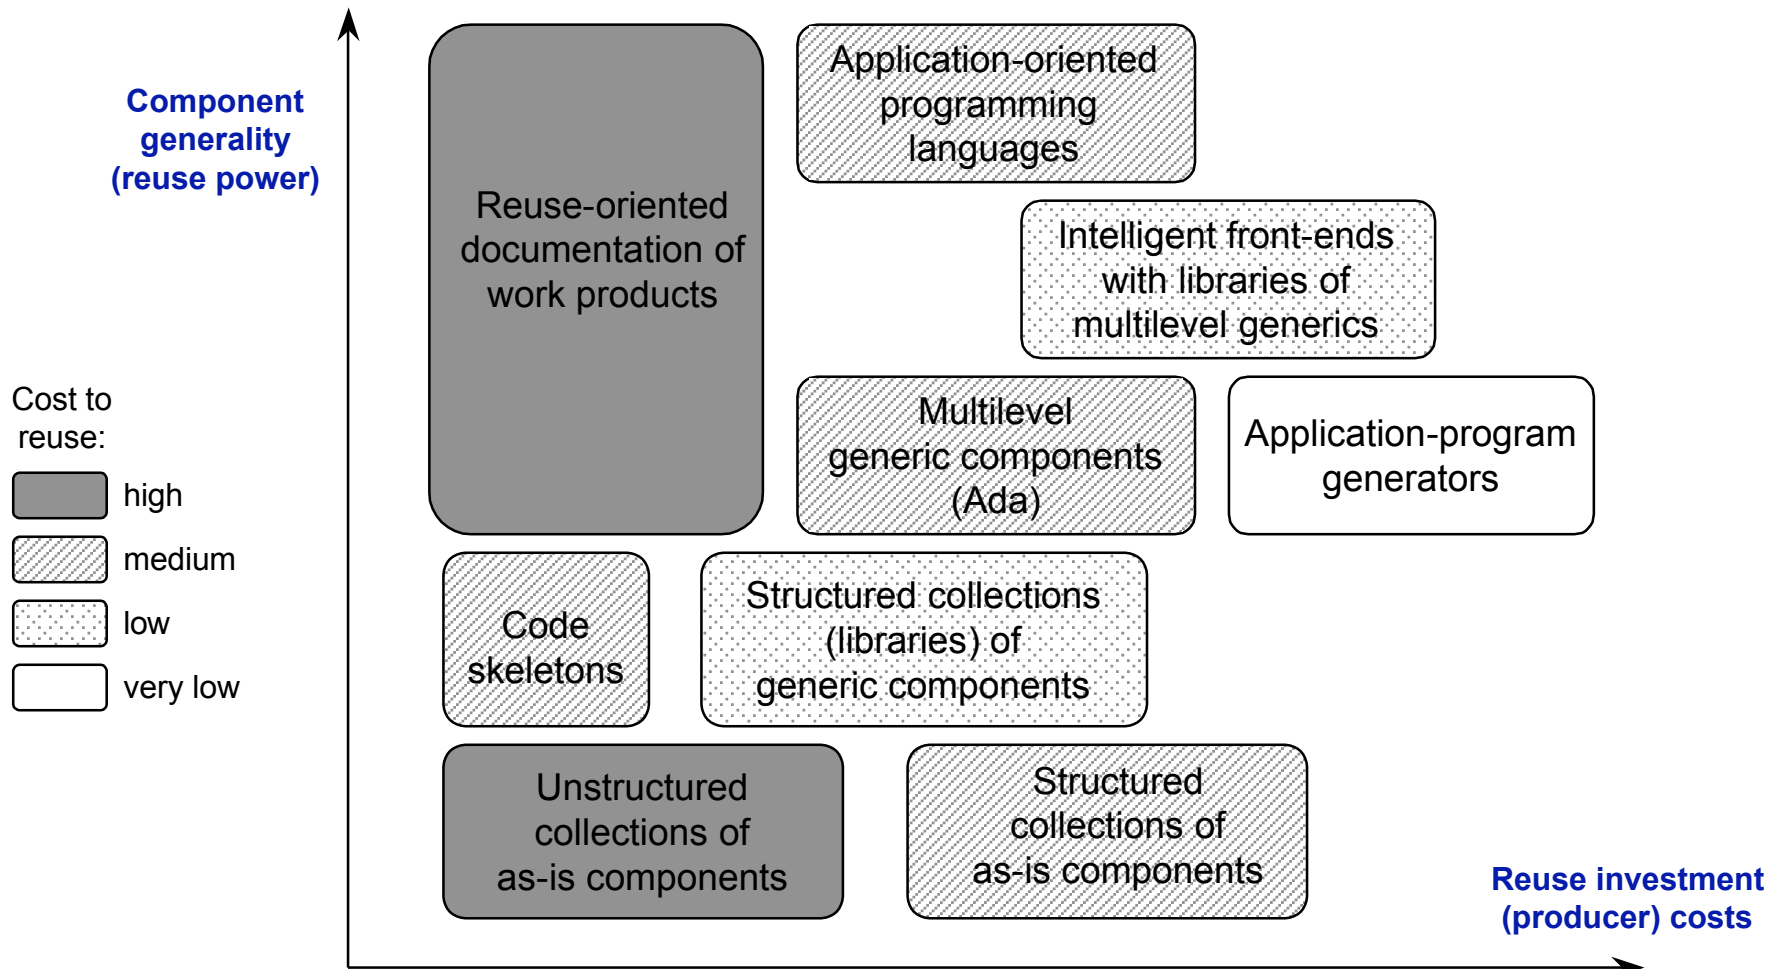 Component
generality
(reuse power)
Reuse-oriented
documentation of
work products
Application-oriented
programming
languages
Intelligent front-ends
with libraries of
multilevel generics
Multilevel
generic components
(Ada)
Application-program
generators
Cost to
reuse:
high
medium
low
very low
Code
skeletons
Structured collections
(libraries) of
generic components
Unstructured
collections of
as-is components
Structured
collections of
as-is components
Reuse investment
(producer) costs